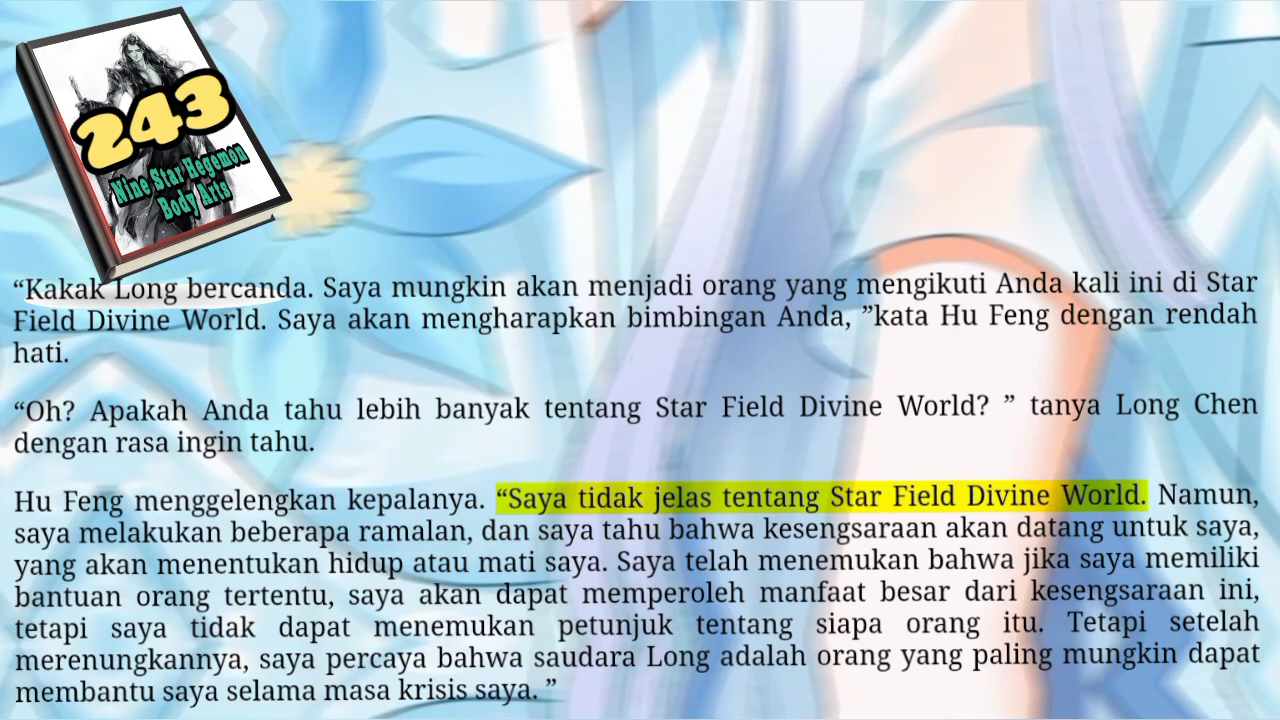 243
Nine Star Hegemon
Body Arts
“Kakak Long bercanda. Saya mungkin akan menjadi orang yang mengikuti Anda kali ini di Star
Field Divine World. Saya akan mengharapkan bimbingan Anda, ”kata Hu Feng dengan rendah
hati.
“Oh? Apakah Anda tahu lebih banyak tentang Star Field Divine World? ” tanya Long Chen
dengan rasa ingin tahu.
Hu Feng menggelengkan kepalanya. “Saya tidak jelas tentang Star Field Divine World. Namun,
saya melakukan beberapa ramalan, dan saya tahu bahwa kesengsaraan akan datang untuk saya,
yang akan menentukan hidup atau mati saya. Saya telah menemukan bahwa jika saya memiliki
bantuan orang tertentu, saya akan dapat memperoleh manfaat besar dari kesengsaraan ini,
tetapi saya tidak dapat menemukan petunjuk tentang siapa orang itu. Tetapi setelah
merenungkannya, saya percaya bahwa saudara Long adalah orang yang paling mungkin dapat
membantu saya selama masa krisis saya. ”